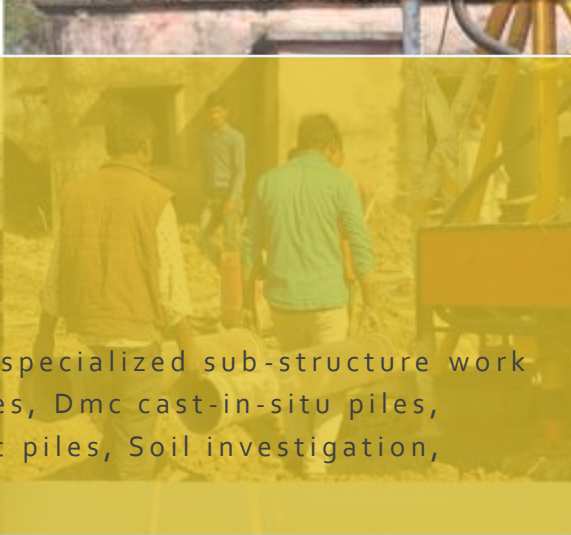 specialized sub-structure work
es, Dmc cast-in-situ piles,
t piles, Soil investigation,